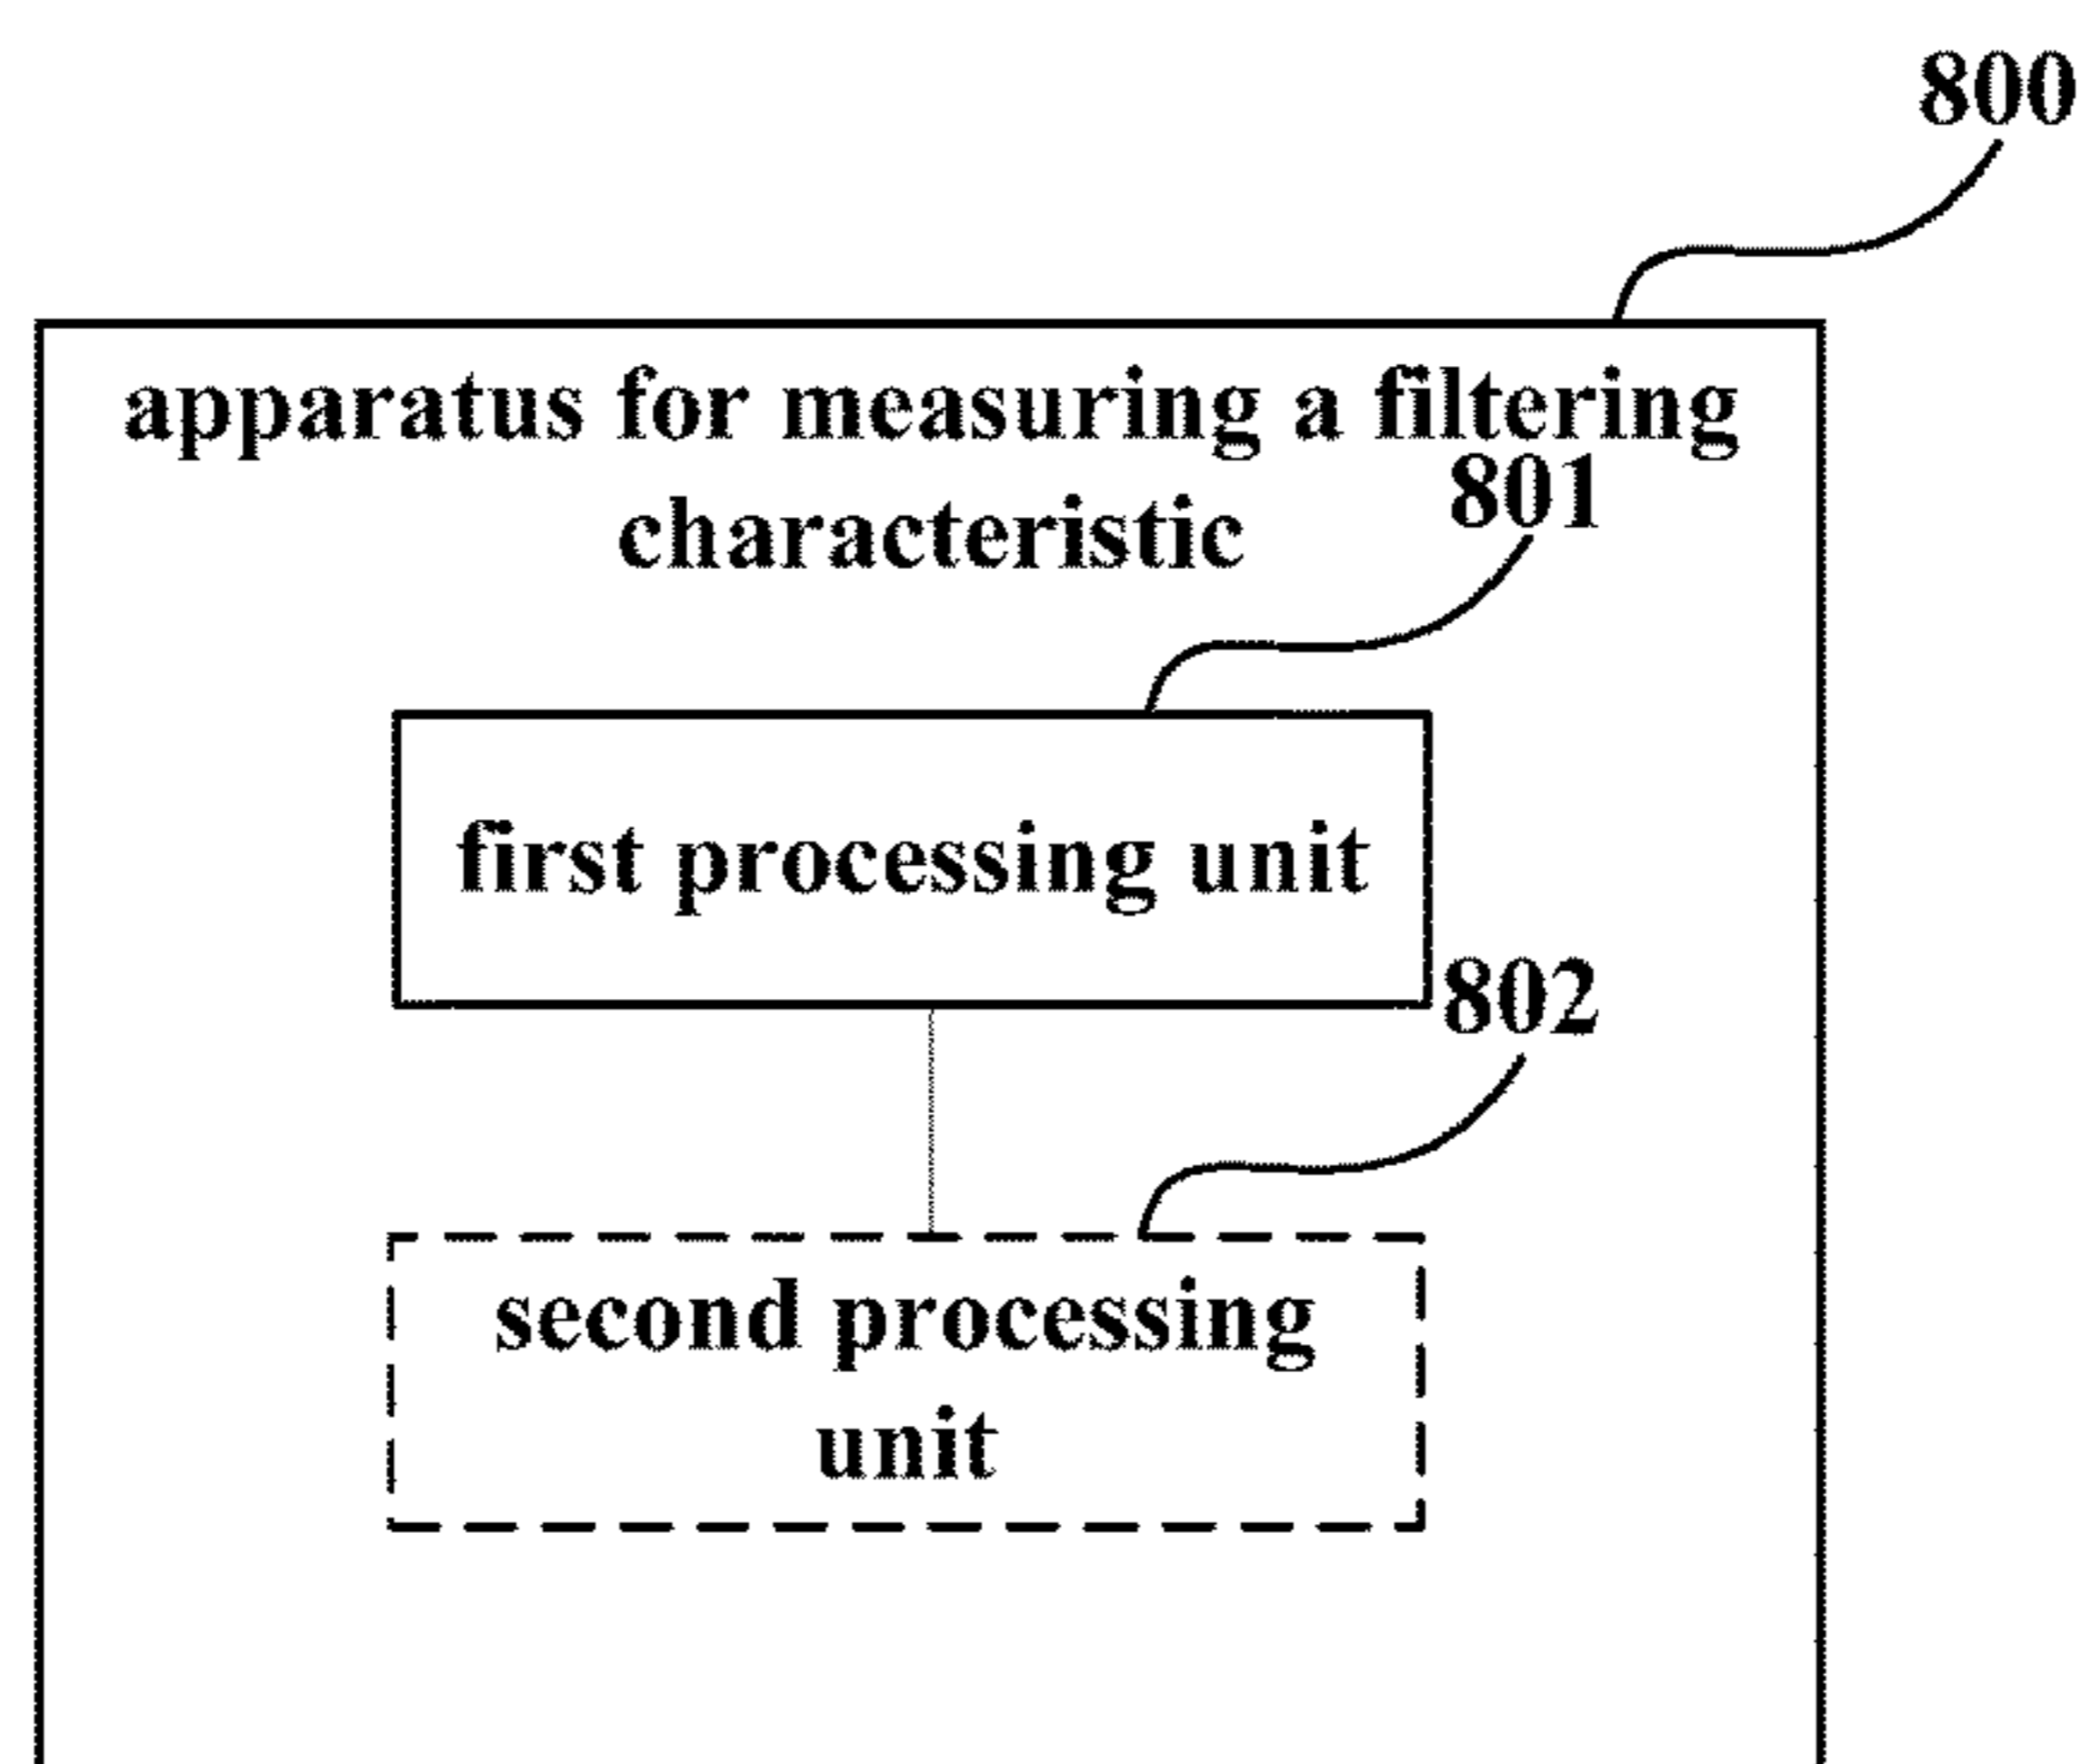 800
apparatus for measuring a filtering
characteristic
801
first processing unit
802
second processing
unit